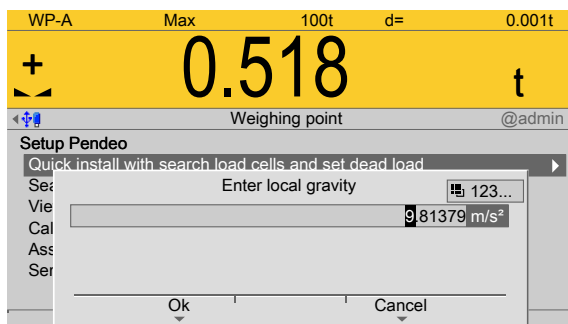 WP-A Max 100t d= 0.001t
+ 0.518 t
Weighing point @admin
Setup Pendeo
Quick install with search load cells and set dead load
Sea
Enter local gravity 123...
Vie
9.81379 m/s²
Cal
Ass
Ser
Ok Cancel